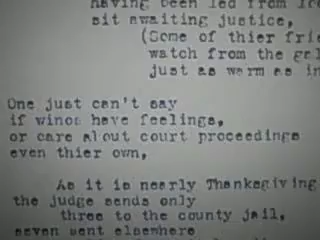 having been led from
sit awaiting justice,
(Some of thier
watch from the
just as warm as in
One just can't say
if winos have feelings,
or care about court proceedings
even thier own,
As it is nearly Thanksgiving
the judge sends only
three to the county jail,
seven sent elsewhere